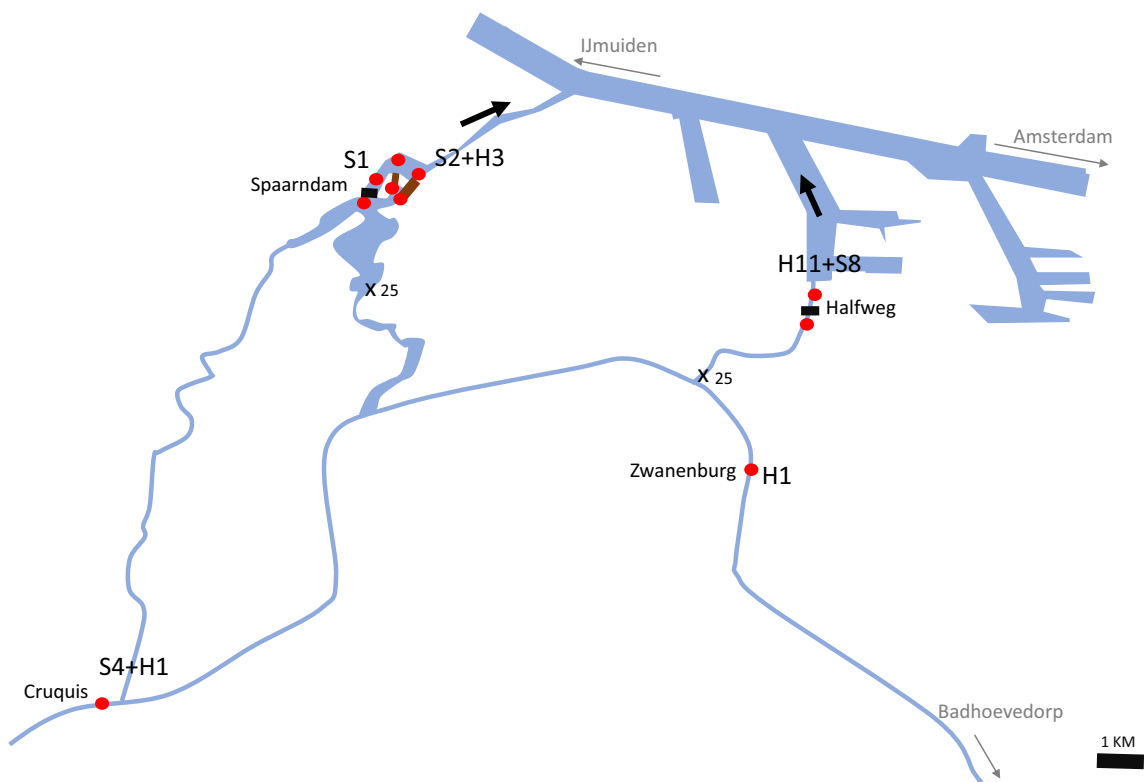 IJmuiden
Amsterdam
S1
S2+H3
Spaarndam
H11+S8
x 25
Halfweg
x 25
Zwanenburg
H1
S4+H1
Cruquis
Badhoevedorp
1 KM